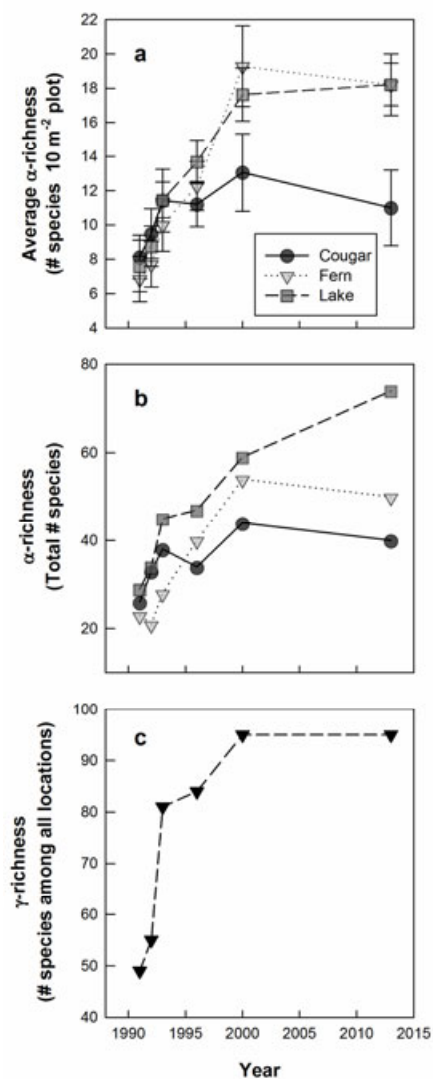 22
20
18
16
14
12
10
8
6
4
a
Average α-richness
(# species 10 m-2 plot)
Cougar
Fern
Lake
80
60
40
20
b
α-richness
(Total # species)
100
90
80
70
60
50
40
c
γ-richness
(# species among all locations)
1990 1995 2000 2005 2010 2015
Year